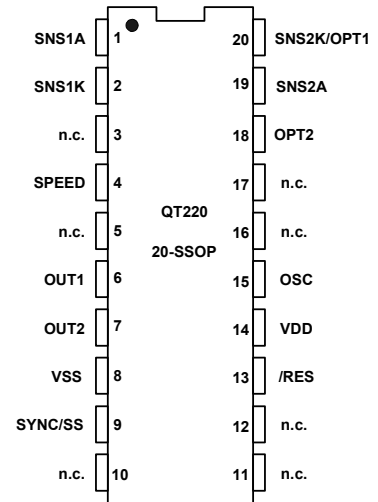 SNS1A 1 20 SNS2K/OPT1
SNS1K 2 19 SNS2A
n.c. 3 18 OPT2
SPEED 4 17 n.c.
QT220
n.c. 5 16 n.c.
20-SSOP
OUT1 6 15 OSC
OUT2 7 14 VDD
VSS 8 13 /RES
SYNC/SS 9 12 n.c.
n.c. 10 11 n.c.